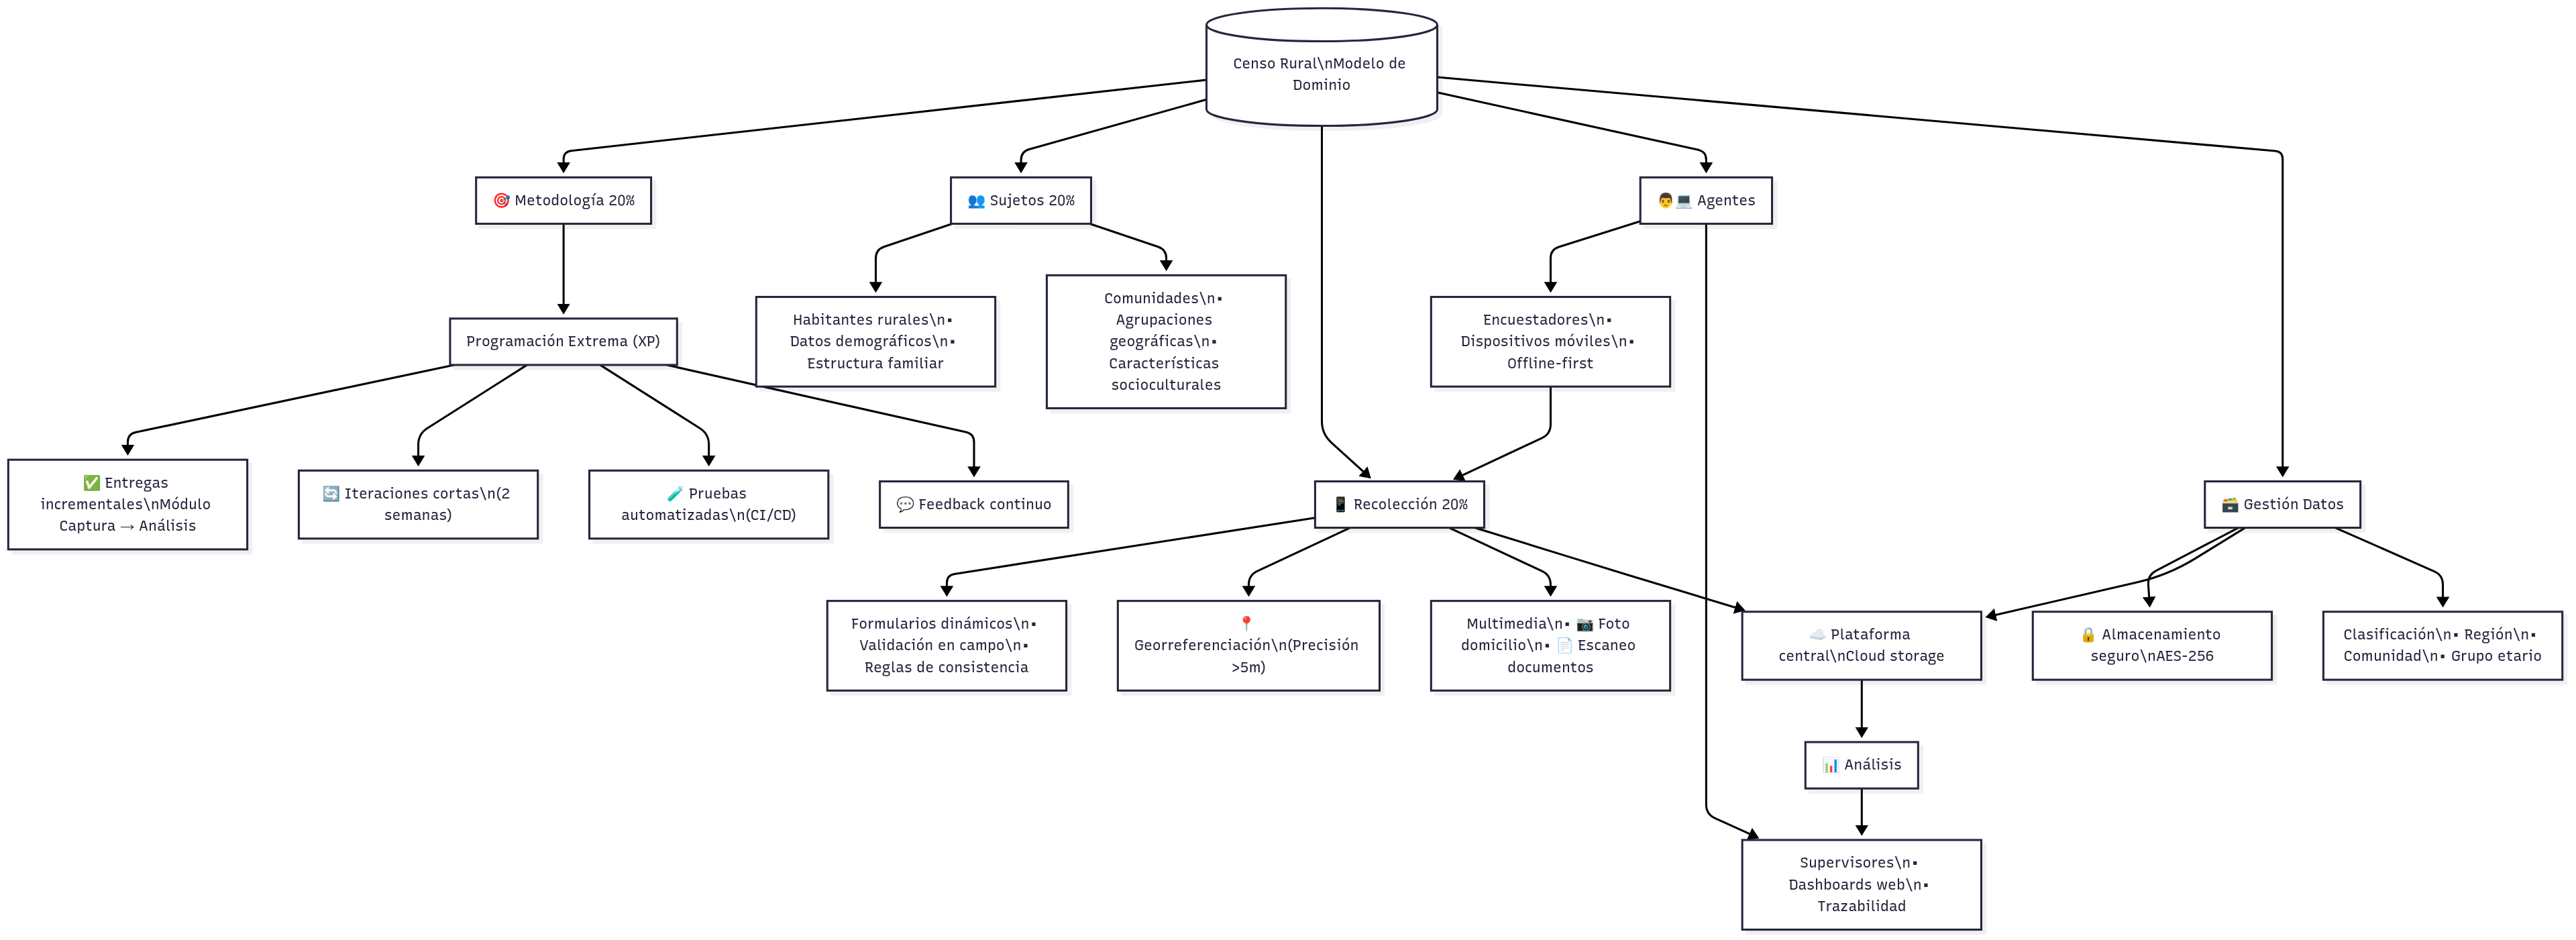 Censo Rural\nModelo de
Dominio
🎯 Metodología 20%
👥 Sujetos 20%
👨💻 Agentes
Programación Extrema (XP)
Habitantes rurales\n▪
Datos demográficos\n▪
Estructura familiar
Comunidades\n▪
Agrupaciones
geográficas\n▪
Características
socioculturales
Encuestadores\n▪
Dispositivos móviles\n▪
Offline-first
✅ Entregas
incrementales\nMódulo
Captura → Análisis
🔄 Iteraciones cortas\n(2
semanas)
🧪 Pruebas
automatizadas\n(CI/CD)
💬 Feedback continuo
📱 Recolección 20%
🗃️ Gestión Datos
Formularios dinámicos\n▪
Validación en campo\n▪
Reglas de consistencia
📍
Georreferenciación\n(Precisión
>5m)
Multimedia\n▪ 📷 Foto
domicilio\n▪ 📄 Escaneo
documentos
☁️ Plataforma
central\nCloud storage
🔒 Almacenamiento
seguro\nAES-256
Clasificación\n▪ Región\n▪
Comunidad\n▪ Grupo etario
📊 Análisis
Supervisores\n▪
Dashboards web\n▪
Trazabilidad